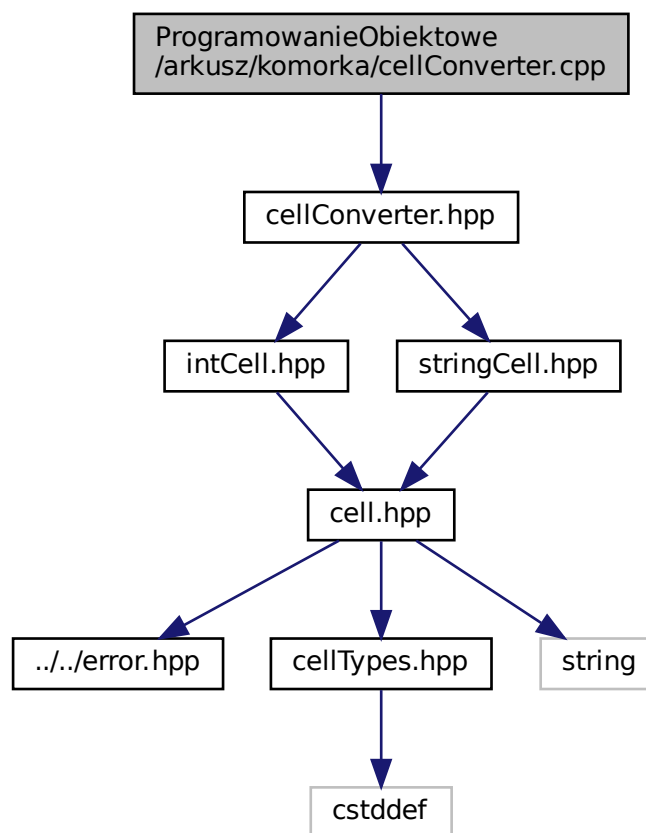 ProgramowanieObiektowe
/arkusz/komorka/cellConverter.cpp
cellConverter.hpp
intCell.hpp
stringCell.hpp
cell.hpp
../../error.hpp
cellTypes.hpp
string
cstddef